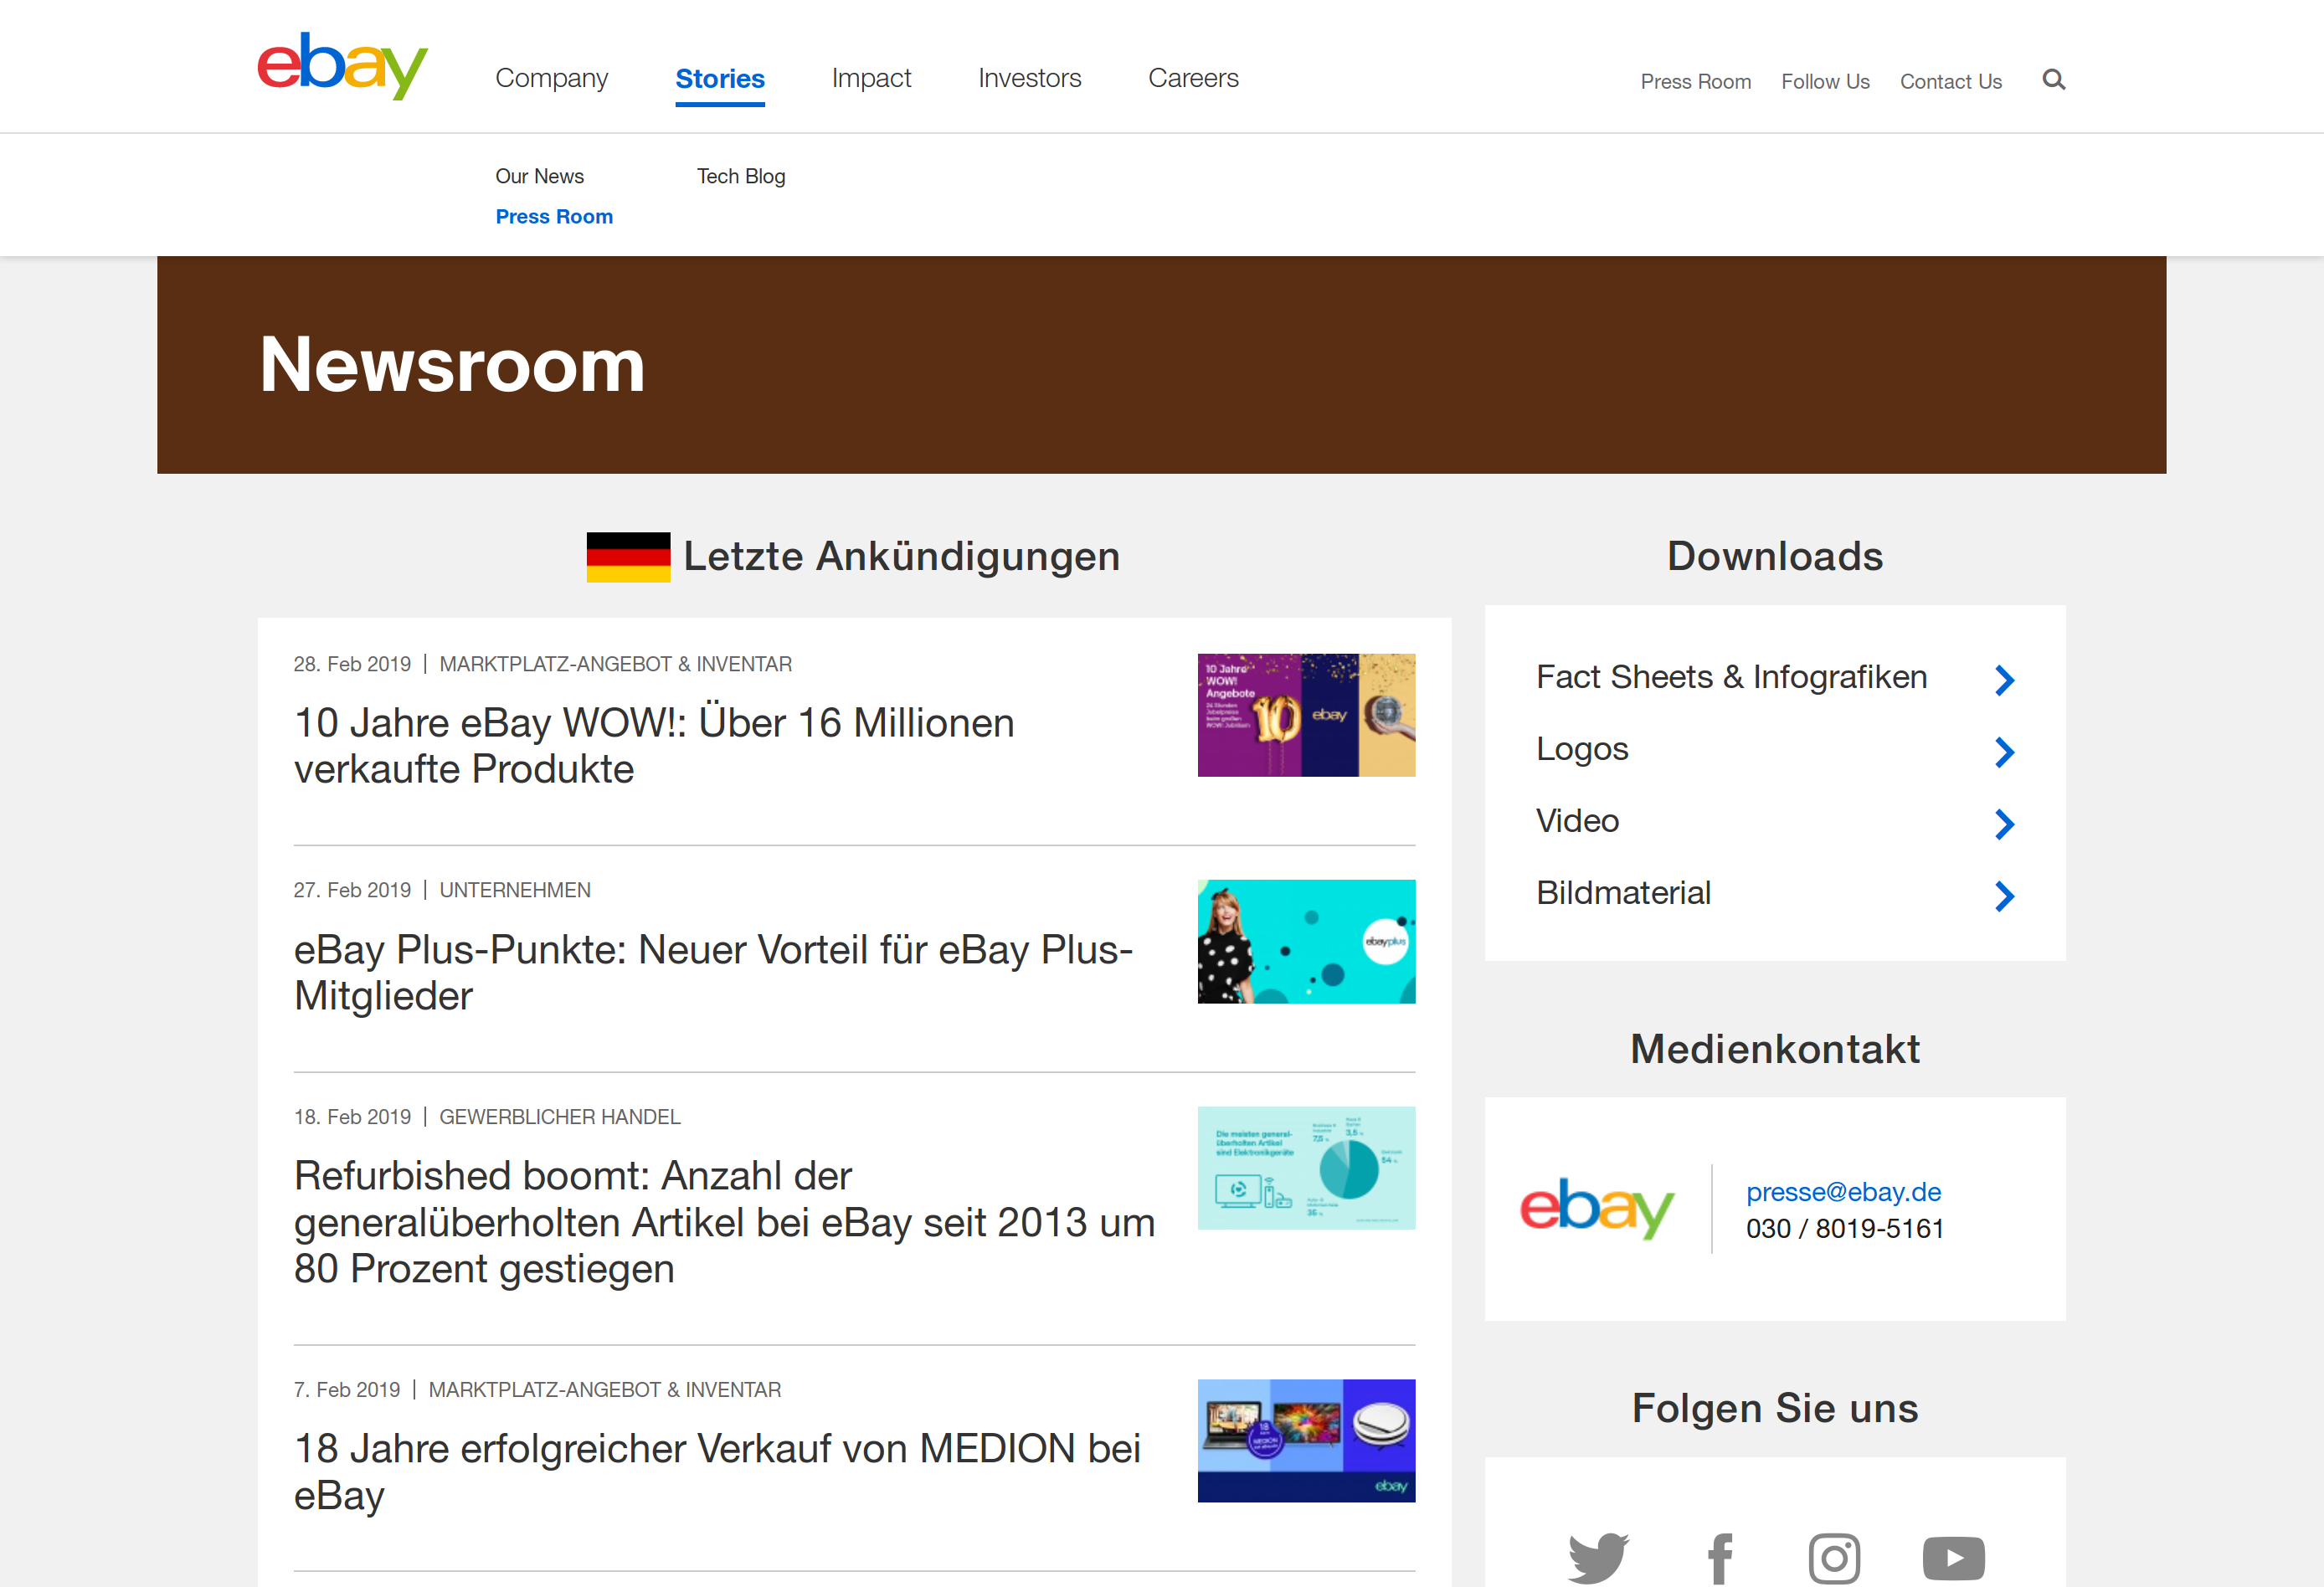 ebay
Company
Stories
Impact
Investors
Careers
Press Room
Follow Us
Contact Us
Our News
Tech Blog
Press Room
Newsroom
Letzte Ankündigungen
28. Feb 2019 | MARKTPLATZ-ANGEBOT & INVENTAR
10 Jahre eBay WOW!: Über 16 Millionen
verkaufte Produkte
10 Jahre
WOW!
Angebote
10
ebay
27. Feb 2019 | UNTERNEHMEN
eBay Plus-Punkte: Neuer Vorteil für eBay Plus-
Mitglieder
ebayplus
18. Feb 2019 | GEWERBLICHER HANDEL
Refurbished boomt: Anzahl der
generalüberholten Artikel bei eBay seit 2013 um
80 Prozent gestiegen
Die meisten general-
überholten Artikel
sind Elektronikgeräte
7. Feb 2019 | MARKTPLATZ-ANGEBOT & INVENTAR
18 Jahre erfolgreicher Verkauf von MEDION bei
eBay
18
MEDION
ebay
Downloads
Fact Sheets & Infografiken
Logos
Video
Bildmaterial
Medienkontakt
ebay
presse@ebay.de
030 / 8019-5161
Folgen Sie uns